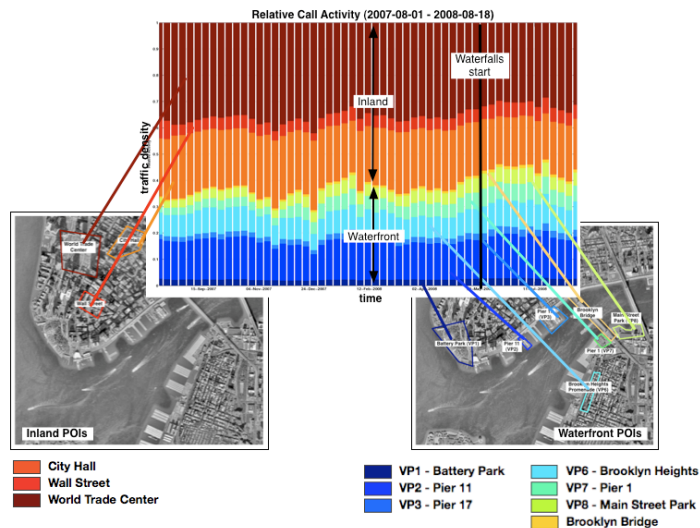 Relative Call Activity (2007-08-01 - 2008-08-18)
Waterfalls
start
Inland
Waterfront
traffic density
time
World Trade
Center
City Hall
Wall Street
Inland POIs
Battery Park (VP1)
Pier 11
(VP2)
Pier 17
(VP3)
Brooklyn
Bridge
Main Street
Park (VP8)
Pier 1 (VP7)
Brooklyn Heights
Promenade (VP6)
Waterfront POIs
City Hall
Wall Street
World Trade Center
VP1 - Battery Park
VP2 - Pier 11
VP3 - Pier 17
VP6 - Brooklyn Heights
VP7 - Pier 1
VP8 - Main Street Park
Brooklyn Bridge